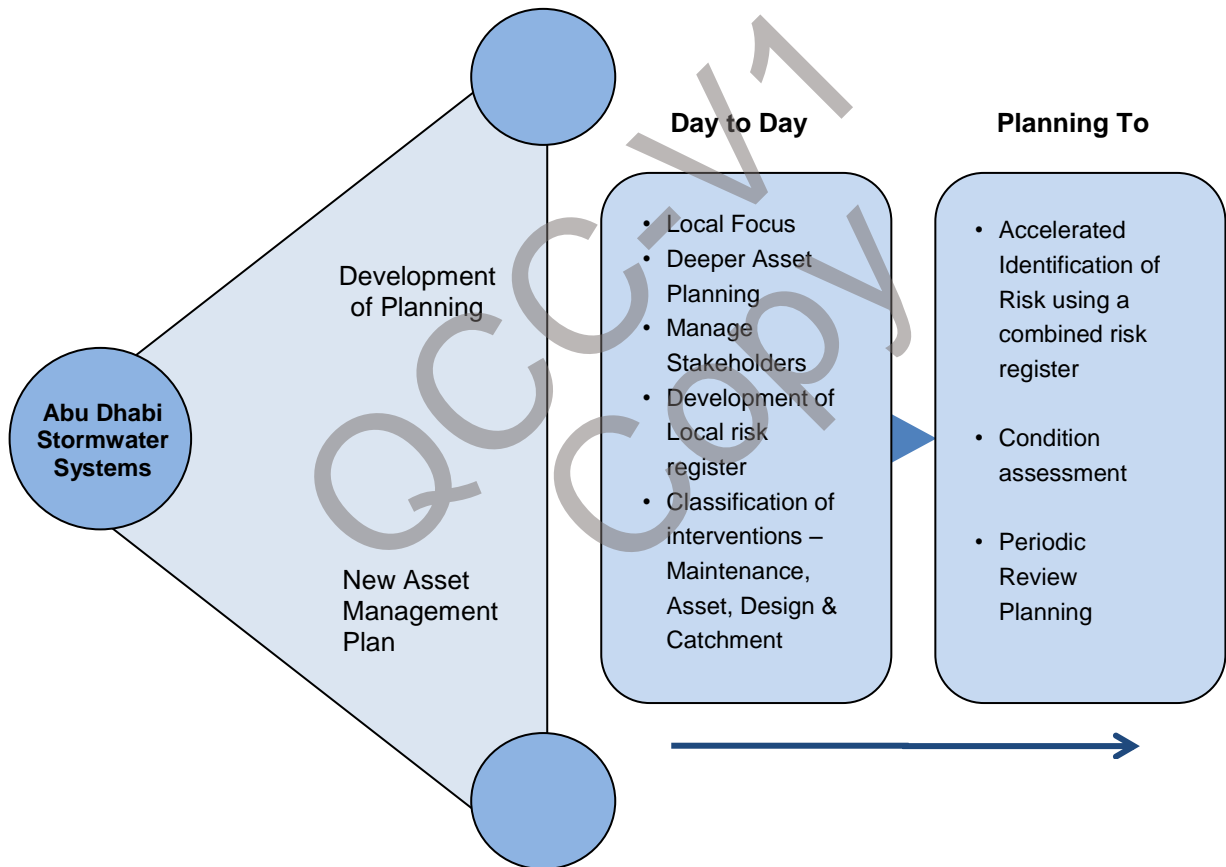 Abu Dhabi
Stormwater
Systems
Development
of Planning
New Asset
Management
Plan
Day to Day
• Local Focus
• Deeper Asset
Planning
• Manage
Stakeholders
• Development of
Local risk
register
• Classification of
interventions –
Maintenance,
Asset, Design &
Catchment
Planning To
• Accelerated
Identification of
Risk using a
combined risk
register
• Condition
assessment
• Periodic
Review
Planning
QCC-V1
Copy